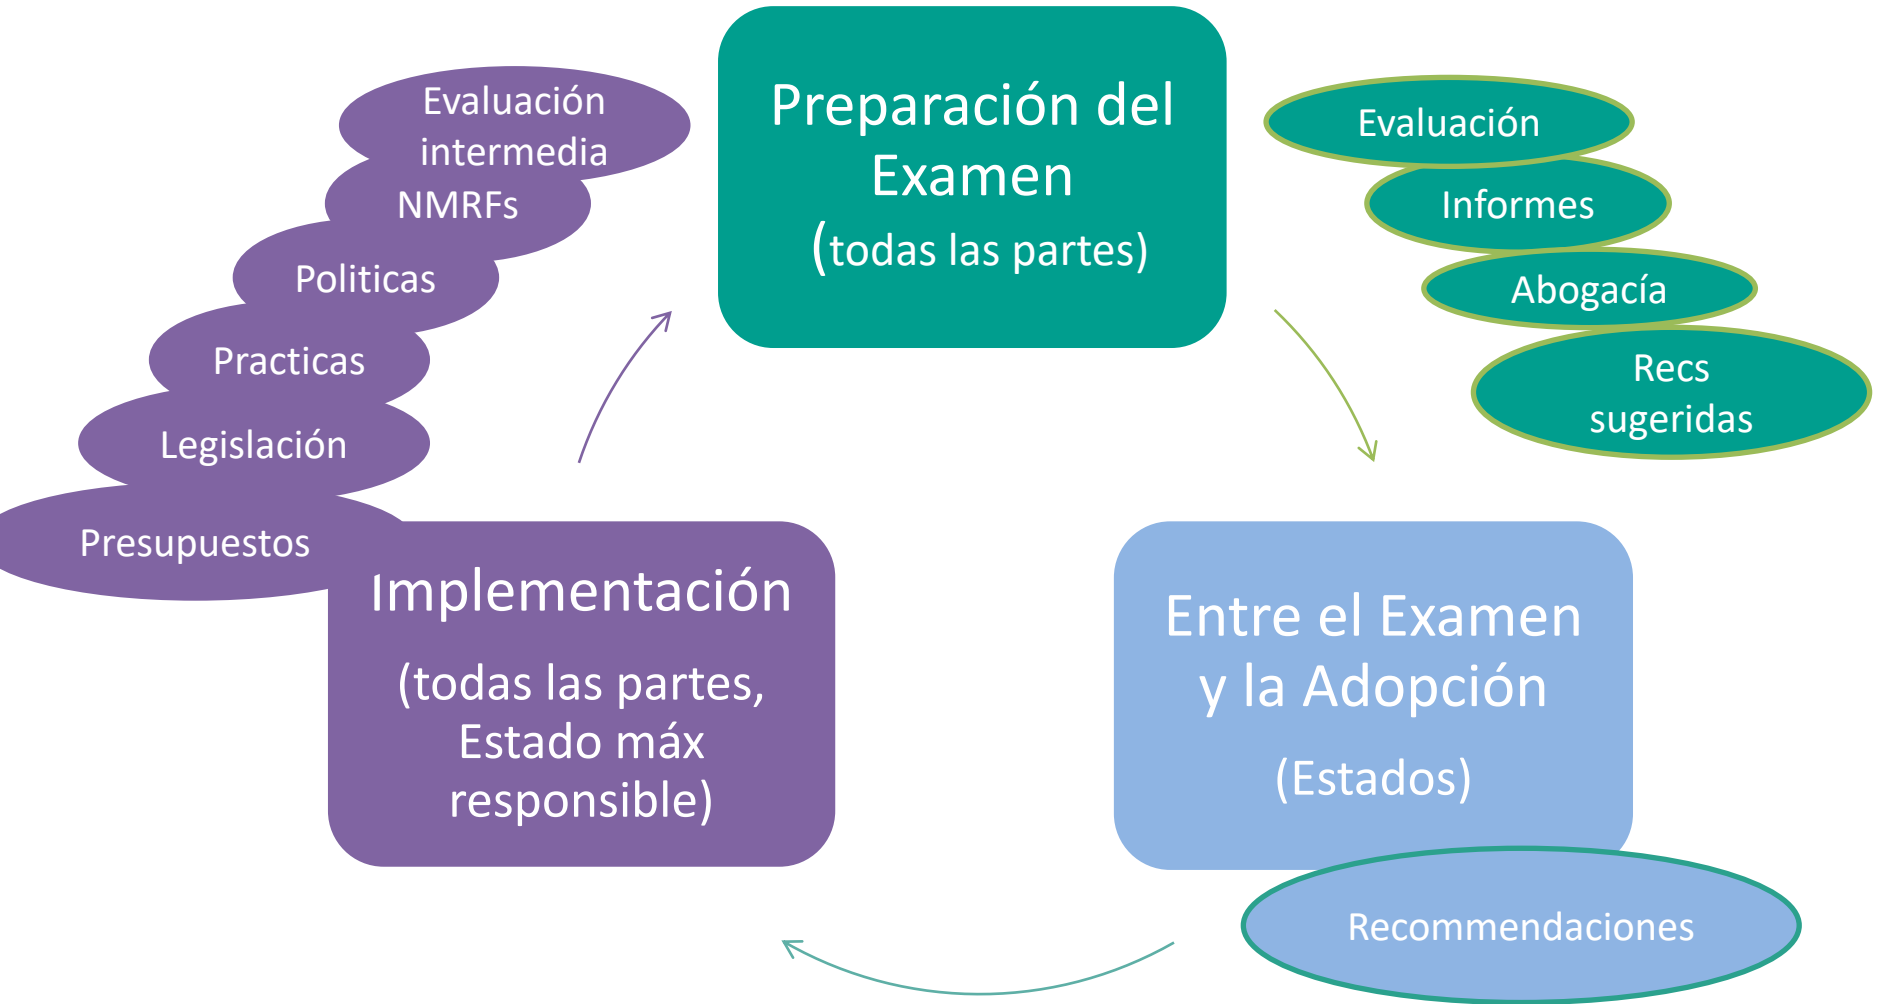 Preparación del
Examen
(todas las partes)
Evaluación
Informes
Abogacía
Recs
sugeridas
Entre el Examen
y la Adopción
(Estados)
Recommendaciones
Implementación
(todas las partes,
Estado máx
responsible)
Evaluación
intermedia
NMRFs
Politicas
Practicas
Legislación
Presupuestos